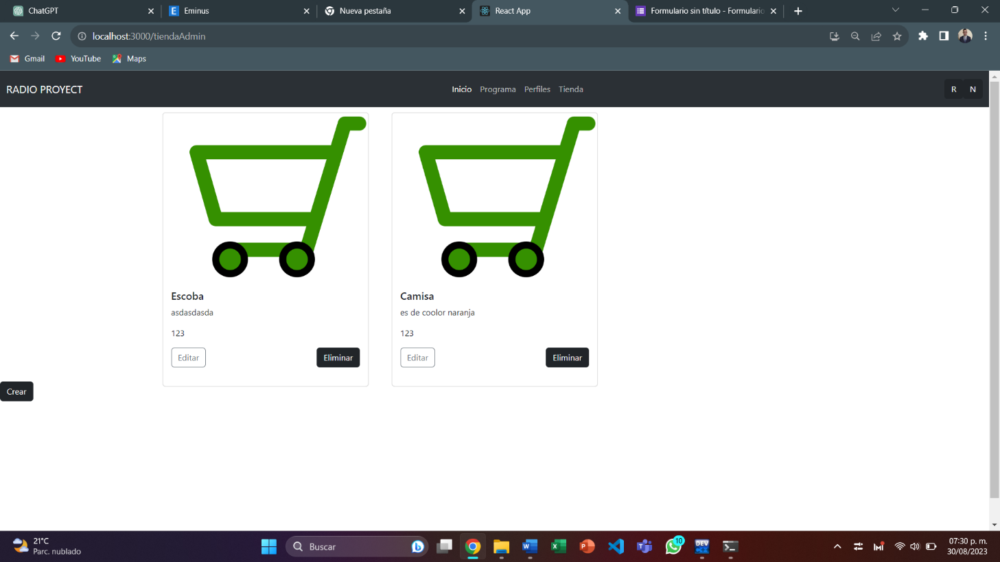 ChatGPT
Eminus
Nueva pestaña
React App
Formulario sin título - Formulario
localhost:3000/tiendaAdmin
Gmail
YouTube
Maps
RADIO PROYECT
Inicio
Programa
Perfiles
Tienda
R
N
Escoba
asdasdasda
123
Editar
Eliminar
Camisa
es de coolor naranja
123
Editar
Eliminar
Crear
21°C
Parc. nublado
Buscar
10
DEV
07:30 p. m.
30/08/2023